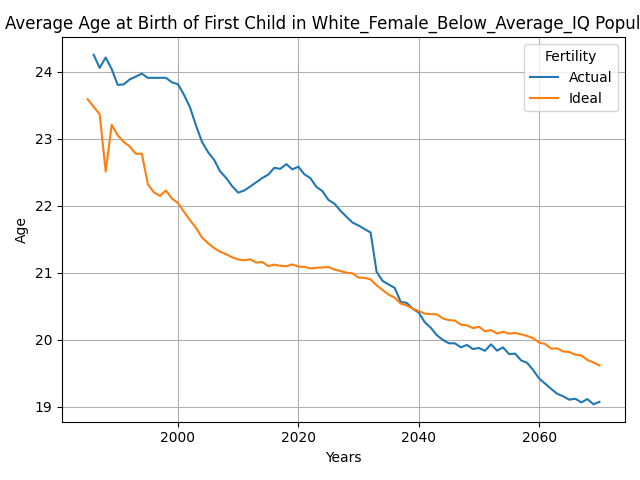 Average Age at Birth of First Child in White_Female_Below_Average_IQ Popul
Fertility
Actual
Ideal
24
23
22
21
20
19
Age
2000 2020 2040 2060
Years